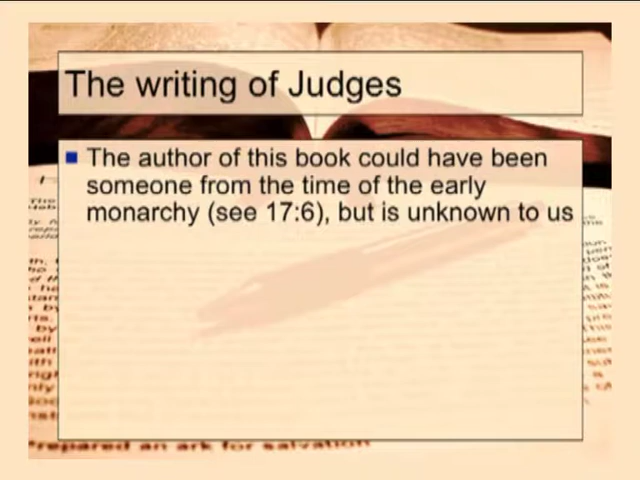 The writing of Judges
The author of this book could have been
someone from the time of the early
monarchy (see 17:6), but is unknown to us
Prepared an ark for salvation